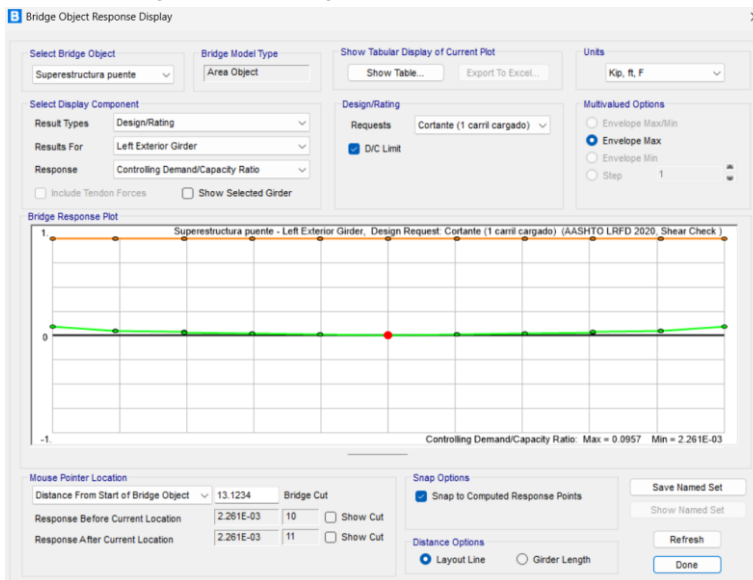 B Bridge Object Response Display
Select Bridge Object
Superestructura puente
Bridge Model Type
Area Object
Show Tabular Display of Current Plot
Show Table...
Export To Excel...
Units
Kip, ft, F
Select Display Component
Result Types
Design/Rating
Results For
Left Exterior Girder
Response
Controlling Demand/Capacity Ratio
Include Tendon Forces
Show Selected Girder
Design/Rating
Requests
Cortante (1 carril cargado)
D/C Limit
Multivalued Options
Envelope Max/Min
Envelope Max
Envelope Min
Step
1
Bridge Response Plot
Superestructura puente - Left Exterior Girder, Design Request: Cortante (1 carril cargado) (AASHTO LRFD 2020, Shear Check )
1.
0
-1.
Controlling Demand/Capacity Ratio: Max = 0.0957 Min = 2.261E-03
Mouse Pointer Location
Distance From Start of Bridge Object
13.1234
Bridge Cut
Response Before Current Location
2.261E-03
10
Show Cut
Response After Current Location
2.261E-03
11
Show Cut
Snap Options
Snap to Computed Response Points
Distance Options
Layout Line
Girder Length
Save Named Set
Show Named Set
Refresh
Done